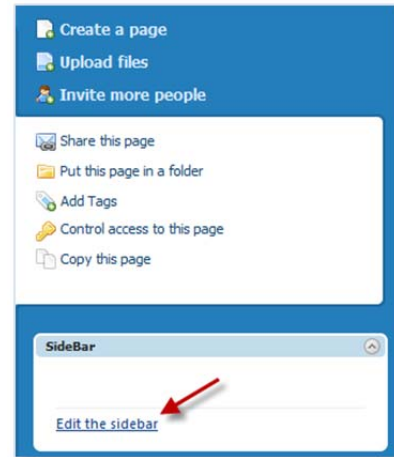 Create a page
Upload files
Invite more people
Share this page
Put this page in a folder
Add Tags
Control access to this page
Copy this page
SideBar
Edit the sidebar